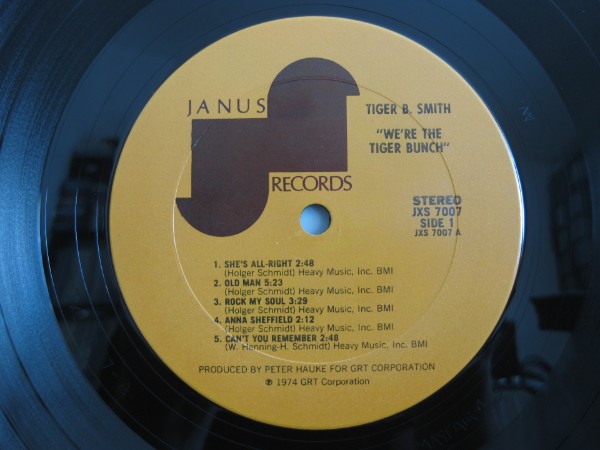 JANUS
RECORDS
TIGER B. SMITH
"WE'RE THE
TIGER BUNCH"
STEREO
JXS 7007
SIDE 1
JXS 7007 A
1. SHE'S ALL-RIGHT 2:48
(Holger Schmidt) Heavy Music, Inc. BMI
2. OLD MAN 5:23
(Holger Schmidt) Heavy Music, Inc. BMI
3. ROCK MY SOUL 3:29
(Holger Schmidt) Heavy Music, Inc. BMI
4. ANNA SHEFFIELD 2:12
(Holger Schmidt) Heavy Music, Inc. BMI
5. CAN'T YOU REMEMBER 2:48
(W. Henning-H. Schmidt) Heavy Music, Inc. BMI
PRODUCED BY PETER HAUKE FOR GRT CORPORATION
℗ 1974 GRT Corporation